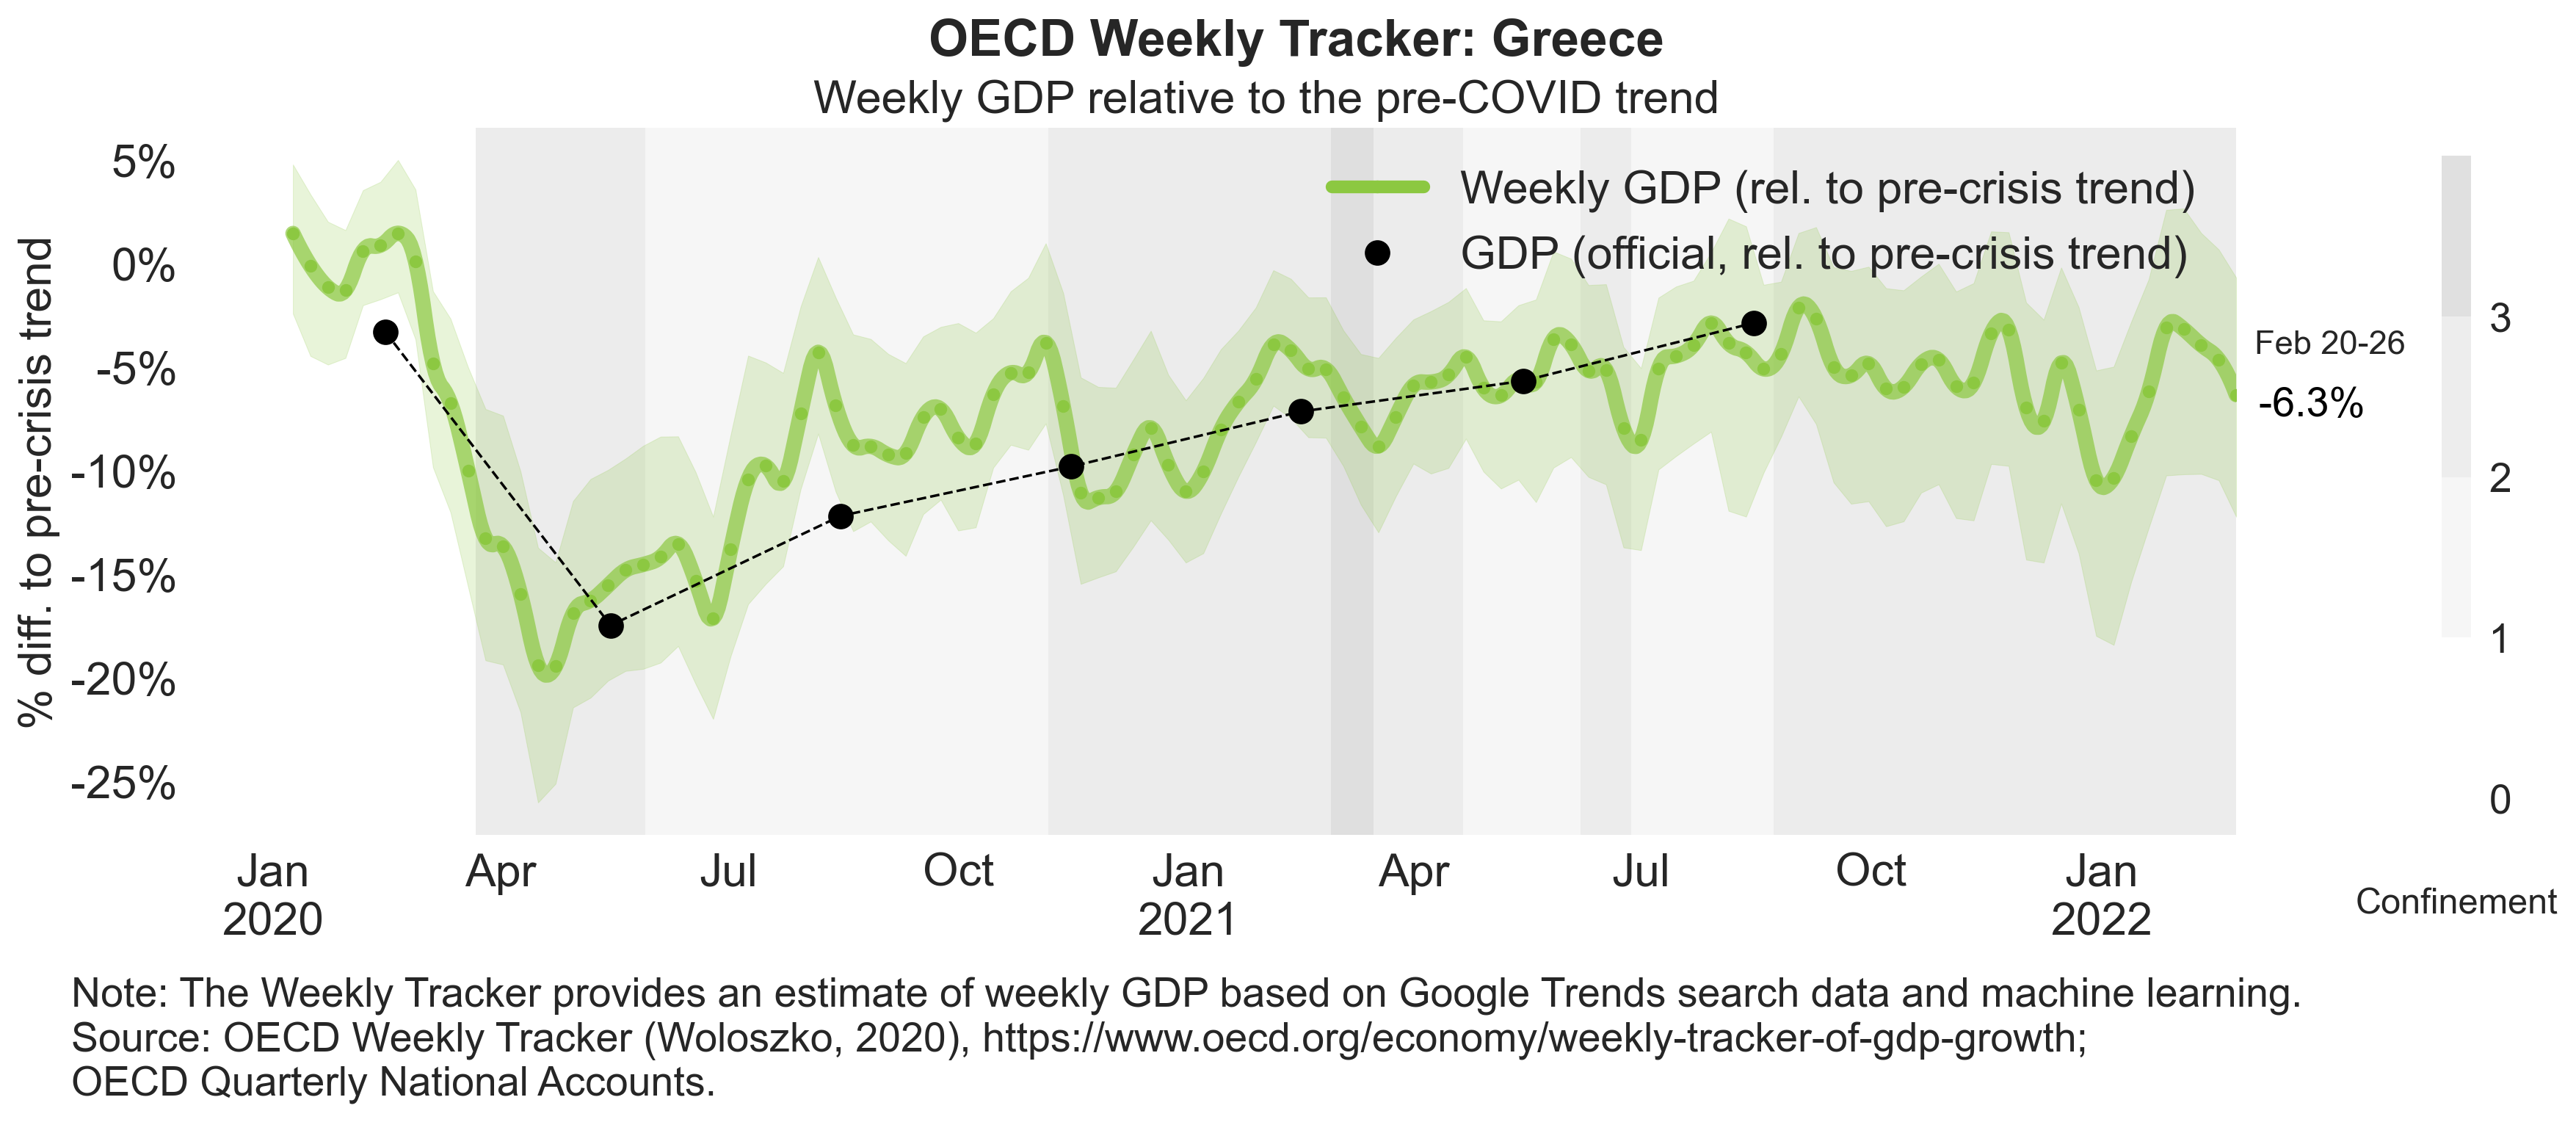 OECD Weekly Tracker: Greece
Weekly GDP relative to the pre-COVID trend
% diff. to pre-crisis trend
5%
0%
-5%
-10%
-15%
-20%
-25%
Weekly GDP (rel. to pre-crisis trend)
GDP (official, rel. to pre-crisis trend)
Feb 20-26
-6.3%
3
2
1
0
Confinement
Jan Apr Jul Oct Jan Apr Jul Oct Jan
2020 2021 2022
Note: The Weekly Tracker provides an estimate of weekly GDP based on Google Trends search data and machine learning.
Source: OECD Weekly Tracker (Woloszko, 2020), https://www.oecd.org/economy/weekly-tracker-of-gdp-growth;
OECD Quarterly National Accounts.